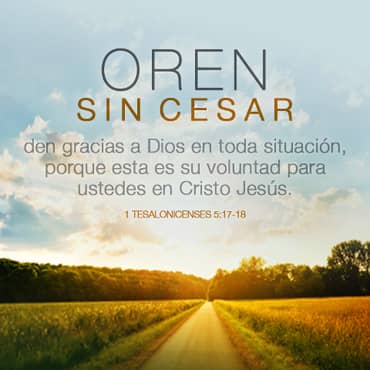 OREN
SIN CESAR
den gracias a Dios en toda situación,
porque esta es su voluntad para
ustedes en Cristo Jesús.
1 TESALONICENSES 5:17-18